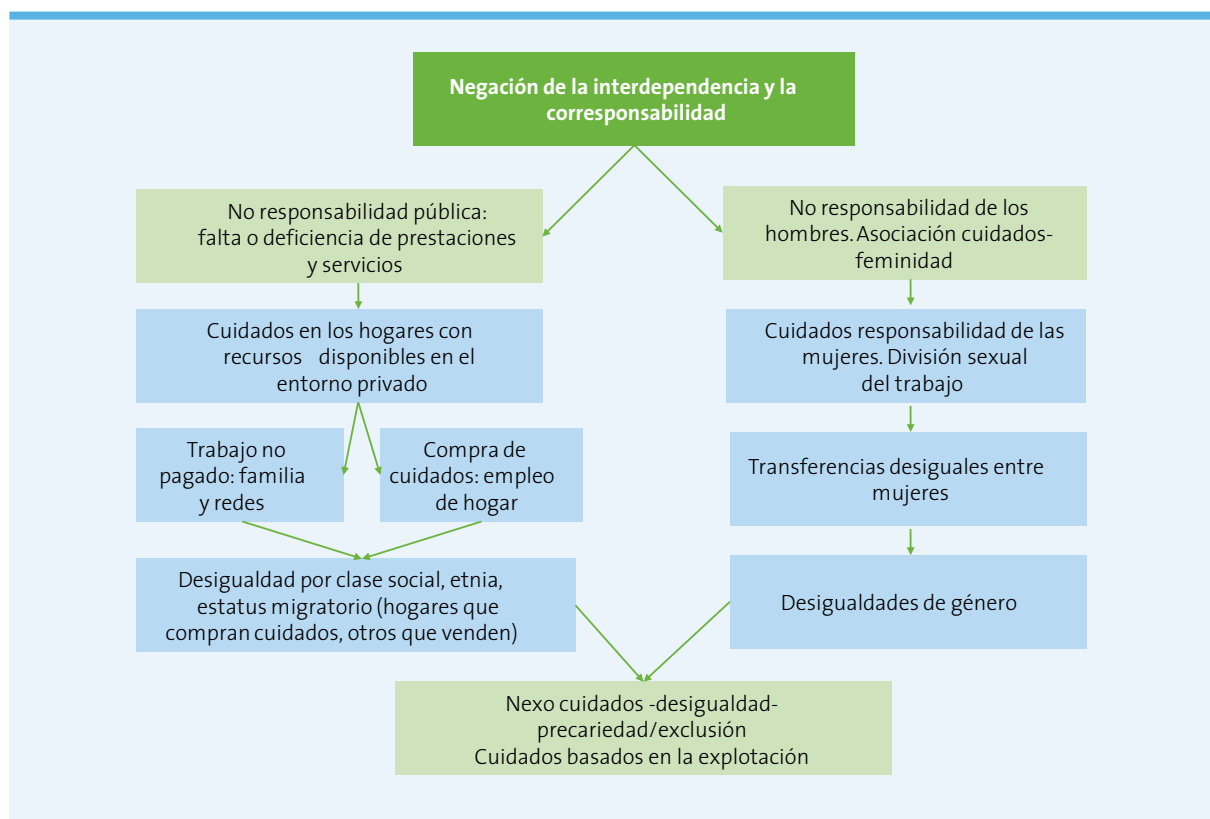 Negación de la interdependencia y la
corresponsabilidad
No responsabilidad pública:
falta o deficiencia de prestaciones
y servicios
No responsabilidad de los
hombres. Asociación cuidados-
feminidad
Cuidados en los hogares con
recursos disponibles en el
entorno privado
Cuidados responsabilidad de las
mujeres. División sexual
del trabajo
Trabajo no
pagado: familia
y redes
Compra de
cuidados: empleo
de hogar
Transferencias desiguales entre
mujeres
Desigualdad por clase social, etnia,
estatus migratorio (hogares que
compran cuidados, otros que venden)
Desigualdades de género
Nexo cuidados -desigualdad-
precariedad/exclusión
Cuidados basados en la explotación